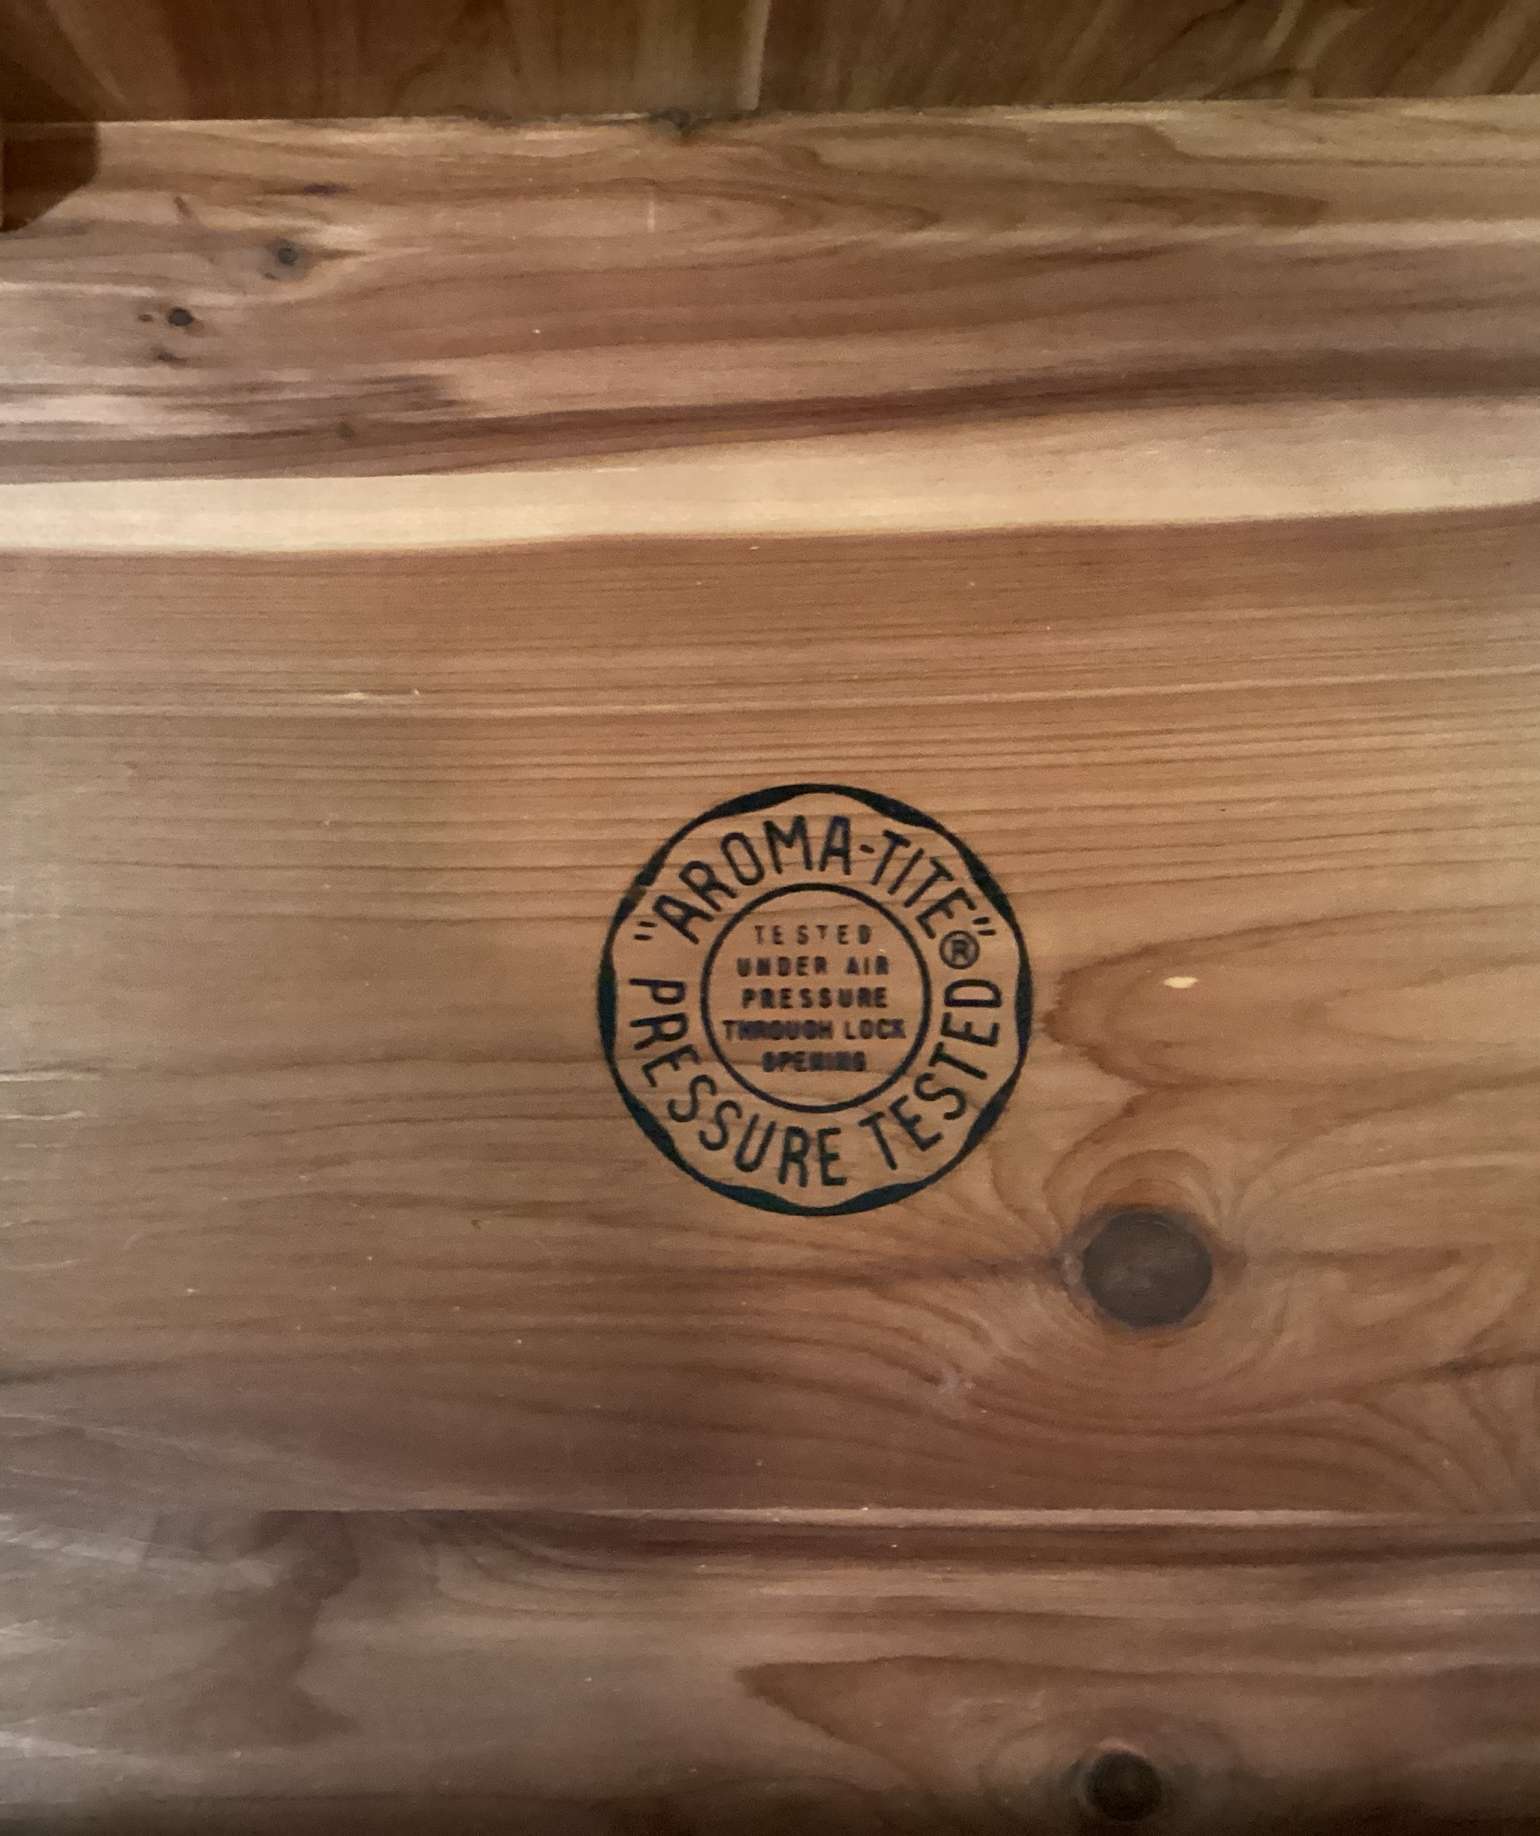 "AROMA-TITE"®
TESTED
UNDER AIR
PRESSURE
THROUGH LOCK
OPENING
PRESSURE TESTED